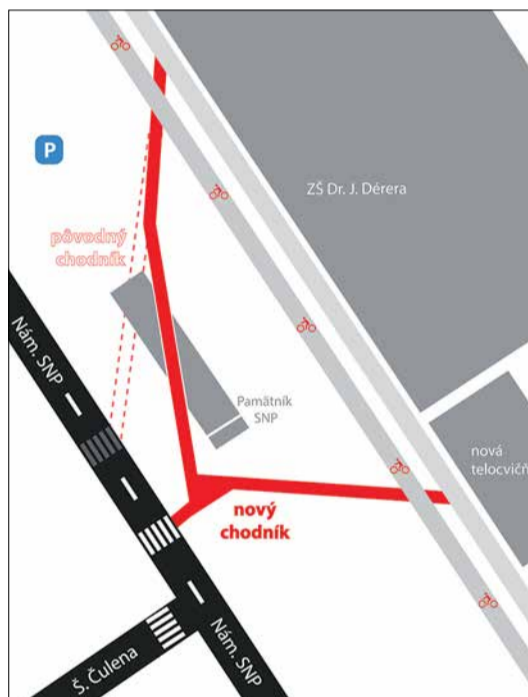 P
ZŠ Dr. J. Dérera
pôvodný
chodník
Nám. SNP
Pamätník
SNP
nová
telocvičň
nový
chodník
Nám. SNP
Š. Čulena